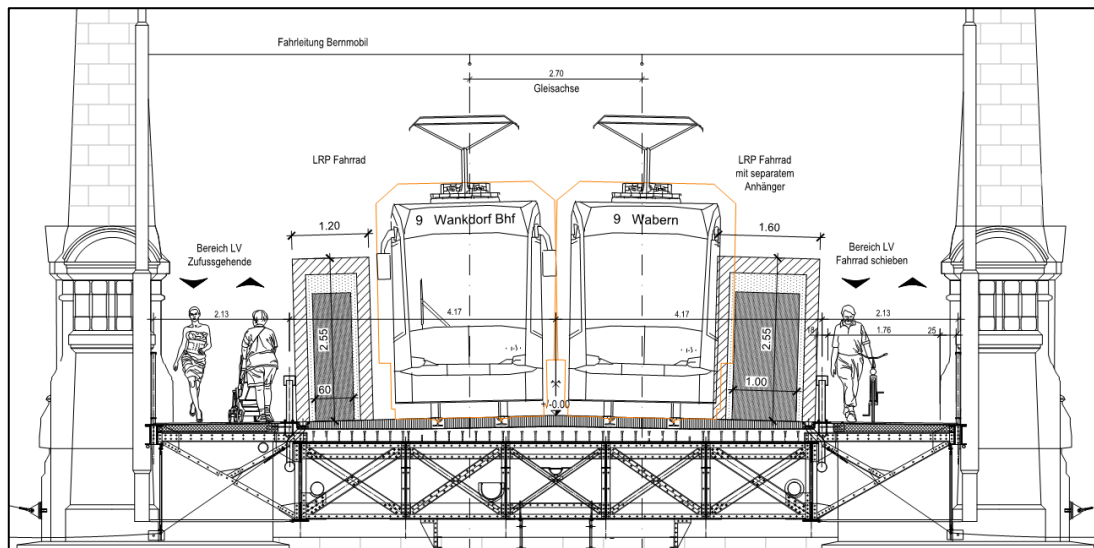 Fahrleitung Bernmobil
2.70
Gleisachse
LRP Fahrrad
LRP Fahrrad
mit separatem
Anhänger
9 Wankdorf Bhf
9 Wabern
1.20
1.60
Bereich LV
Zufussgehende
Bereich LV
Fahrrad schieben
2.13
4.17
4.17
2.13
18
1.76
25
2.55
2.55
60
1.00
+/-0.00